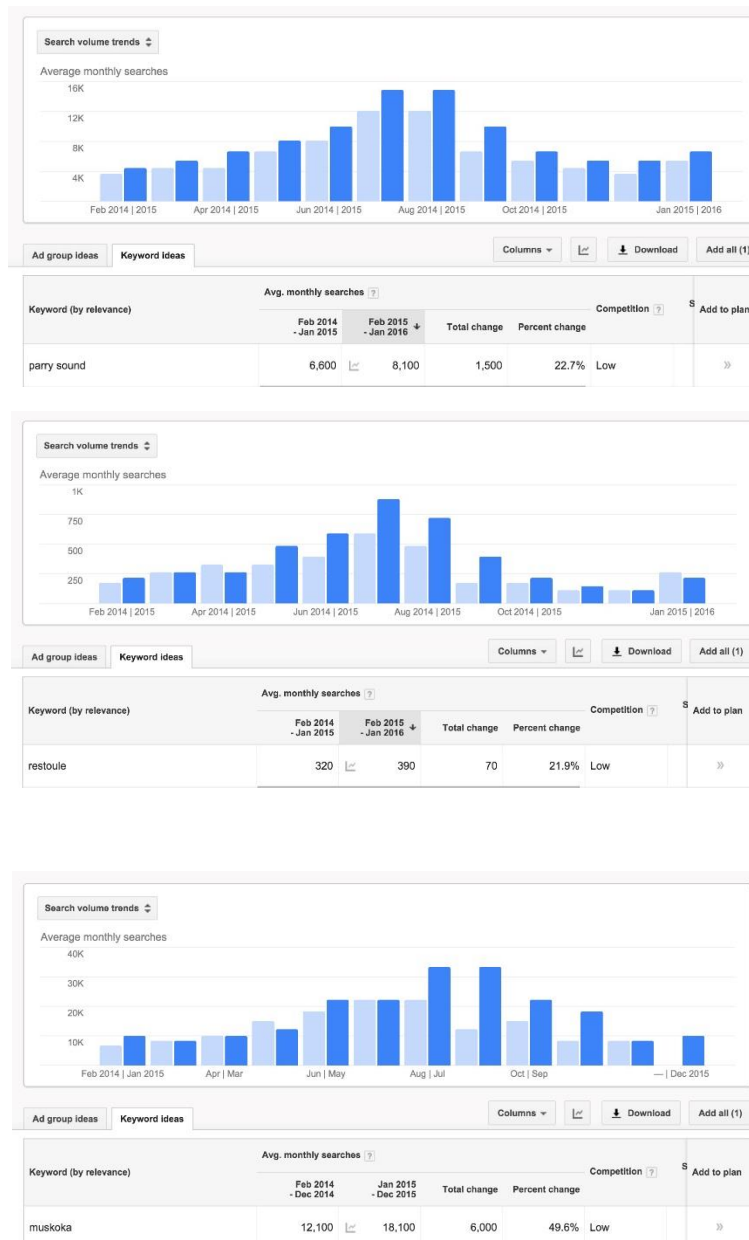 Search volume trends
Average monthly searches
16K
12K
8K
4K
Feb 2014 | 2015 Apr 2014 | 2015 Jun 2014 | 2015 Aug 2014 | 2015 Oct 2014 | 2015 Jan 2015 | 2016
Ad group ideas Keyword ideas Columns Download Add all (1)
Avg. monthly searches ?
Keyword (by relevance) Competition ? S Add to plan
Feb 2014 - Jan 2015 Feb 2015 - Jan 2016 Total change Percent change
parry sound 6,600 8,100 1,500 22.7% Low »
Search volume trends
Average monthly searches
1K
750
500
250
Feb 2014 | 2015 Apr 2014 | 2015 Jun 2014 | 2015 Aug 2014 | 2015 Oct 2014 | 2015 Jan 2015 | 2016
Ad group ideas Keyword ideas Columns Download Add all (1)
Avg. monthly searches ?
Keyword (by relevance) Competition ? S Add to plan
Feb 2014 - Jan 2015 Feb 2015 - Jan 2016 Total change Percent change
restoule 320 390 70 21.9% Low »
Search volume trends
Average monthly searches
40K
30K
20K
10K
Feb 2014 | Jan 2015 Apr | Mar Jun | May Aug | Jul Oct | Sep — | Dec 2015
Ad group ideas Keyword ideas Columns Download Add all (1)
Avg. monthly searches ?
Keyword (by relevance) Competition ? S Add to plan
Feb 2014 - Dec 2014 Jan 2015 - Dec 2015 Total change Percent change
muskoka 12,100 18,100 6,000 49.6% Low »